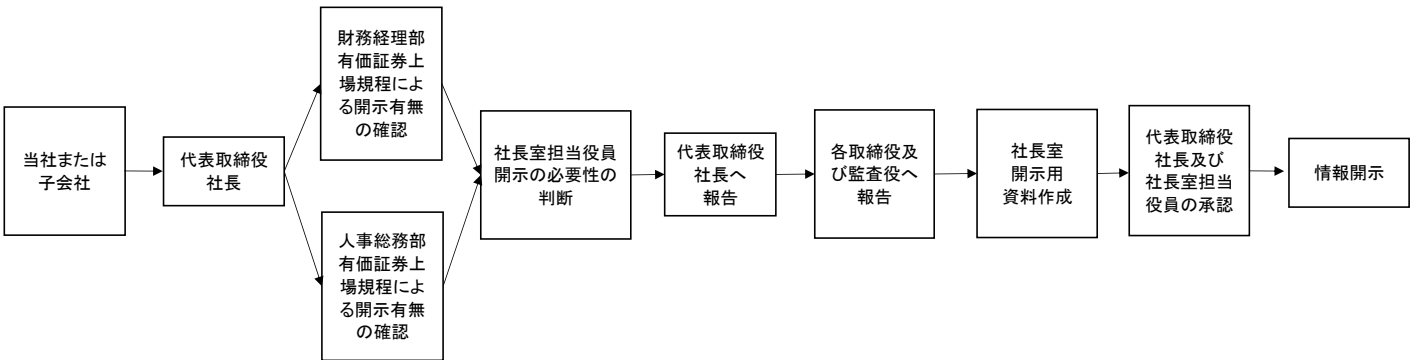 当社または
子会社
代表取締役
社長
財務経理部
有価証券上
場規程によ
る開示有無
の確認
人事総務部
有価証券上
場規程によ
る開示有無
の確認
社長室担当役員
開示の必要性の
判断
代表取締役
社長へ
報告
各取締役及
び監査役へ
報告
社長室
開示用
資料作成
代表取締役
社長及び
社長室担当
役員の承認
情報開示